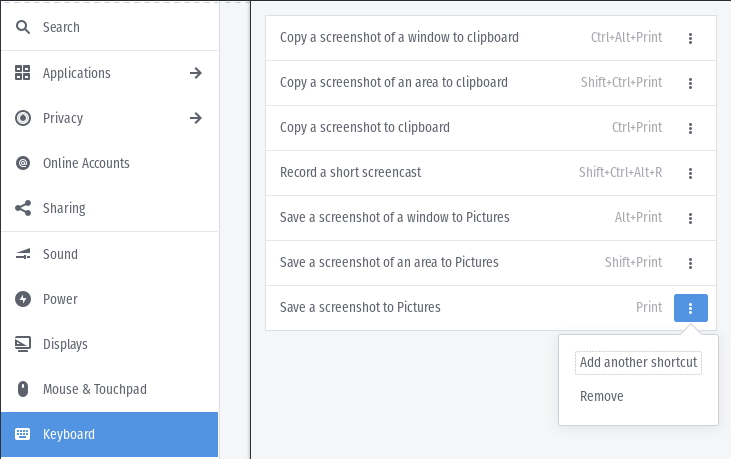 Search
Applications
Privacy
Online Accounts
Sharing
Sound
Power
Displays
Mouse & Touchpad
Keyboard
Copy a screenshot of a window to clipboard Ctrl+Alt+Print
Copy a screenshot of an area to clipboard Shift+Ctrl+Print
Copy a screenshot to clipboard Ctrl+Print
Record a short screencast Shift+Ctrl+Alt+R
Save a screenshot of a window to Pictures Alt+Print
Save a screenshot of an area to Pictures Shift+Print
Save a screenshot to Pictures Print
Add another shortcut
Remove